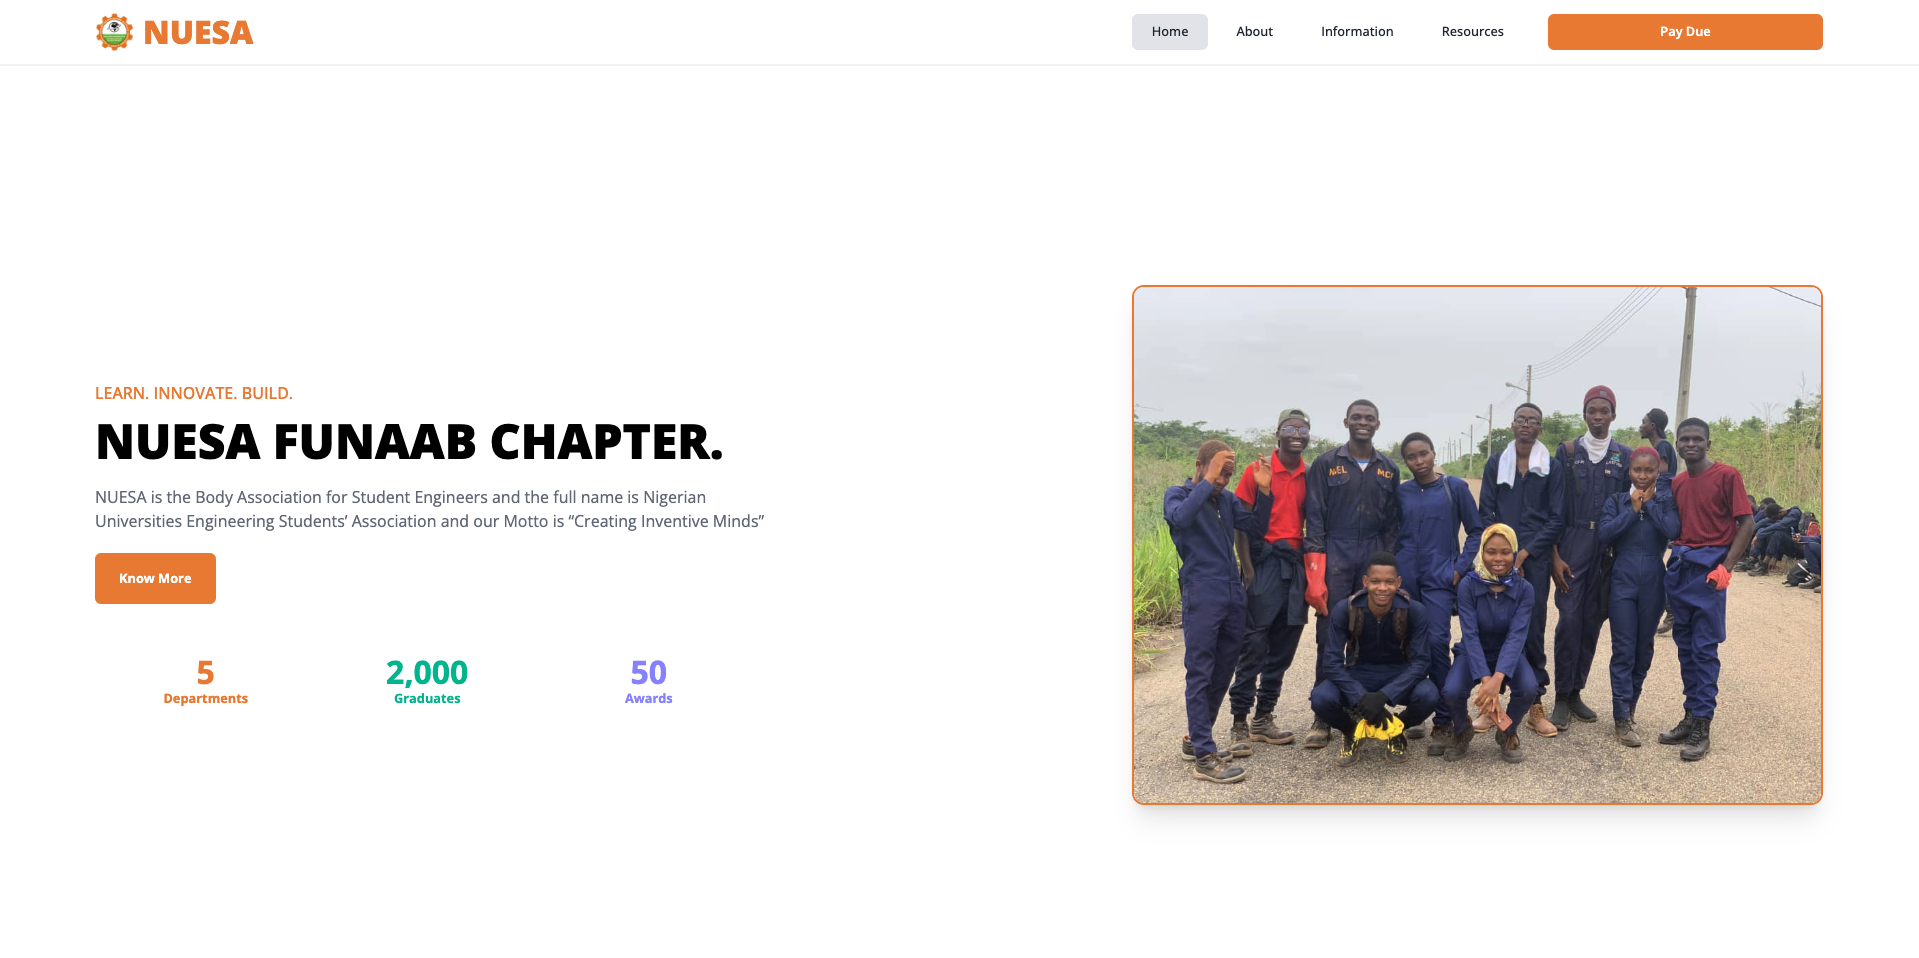 NUESA
Home
About
Information
Resources
Pay Due
LEARN. INNOVATE. BUILD.
NUESA FUNAAB CHAPTER.
NUESA is the Body Association for Student Engineers and the full name is Nigerian
Universities Engineering Students’ Association and our Motto is “Creating Inventive Minds”
Know More
5
Departments
2,000
Graduates
50
Awards